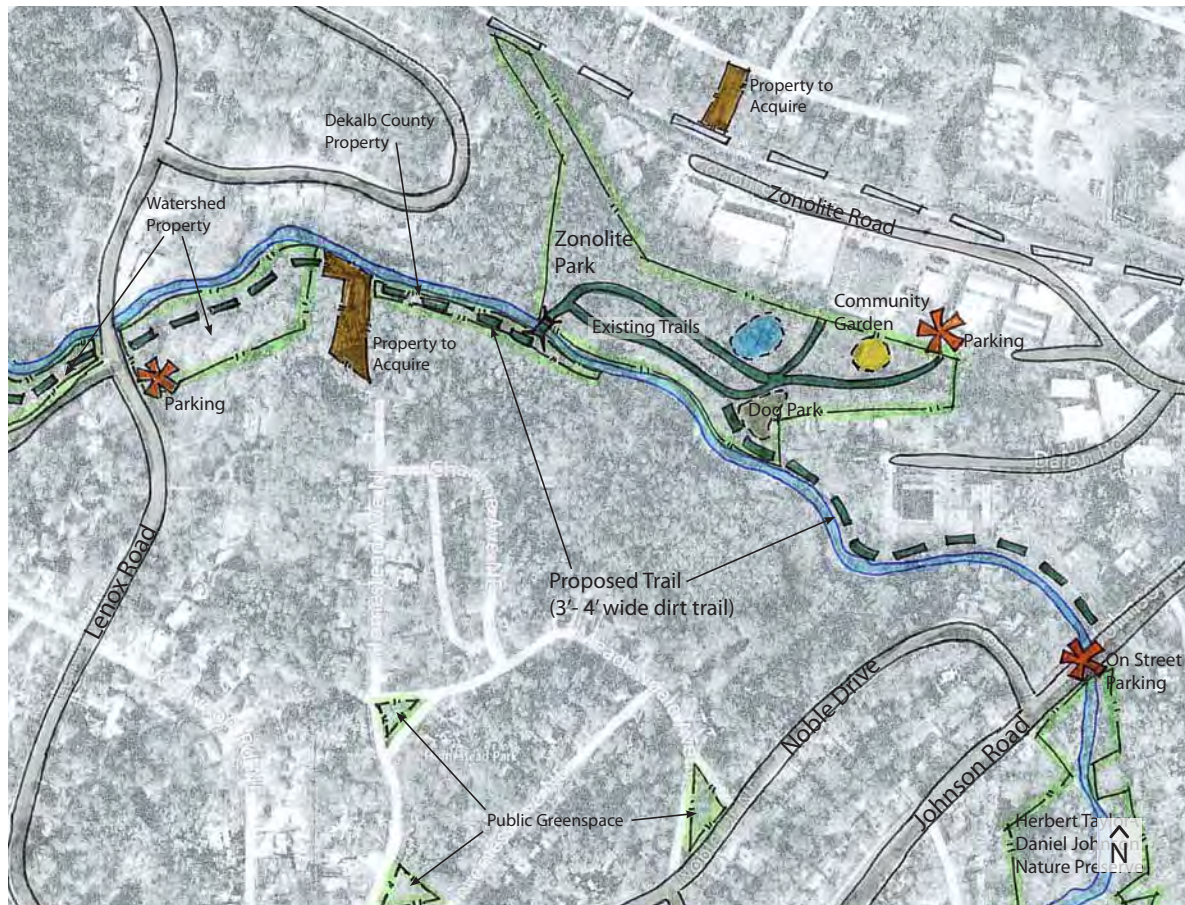 Property to
Acquire
Dekalb County
Property
Zonolite Road
Watershed
Property
Zonolite
Park
Community
Garden
Existing Trails
Parking
Property to
Acquire
Parking
Dog Park
Lenox Road
Proposed Trail
(3'- 4' wide dirt trail)
On Street
Parking
Noble Drive
Johnson Road
Public Greenspace
Herbert
Daniel
Nature Preserve
N